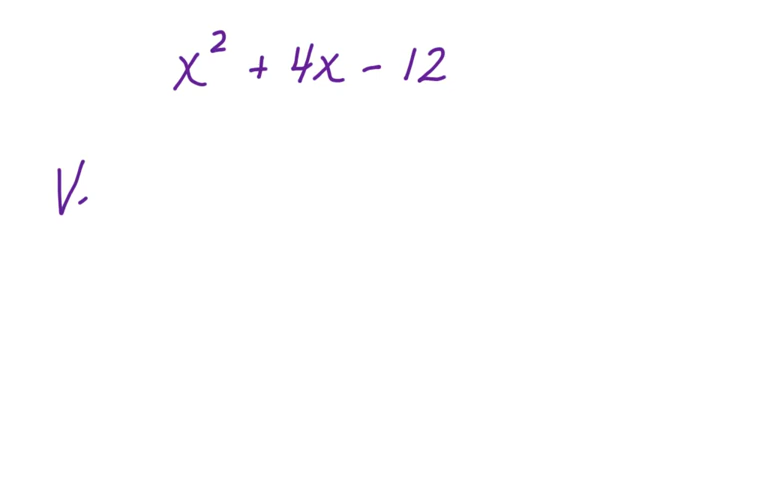 x² + 4x - 12
V.